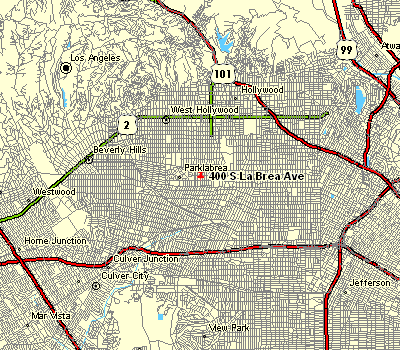 Atwa
99
Los Angeles
101
Hollywood
West Hollywood
2
Beverly Hills
Parklabrea
400 S La Brea Ave
Westwood
Home Junction
Culver Junction
Culver City
Jefferson
Mar Vista
View Park